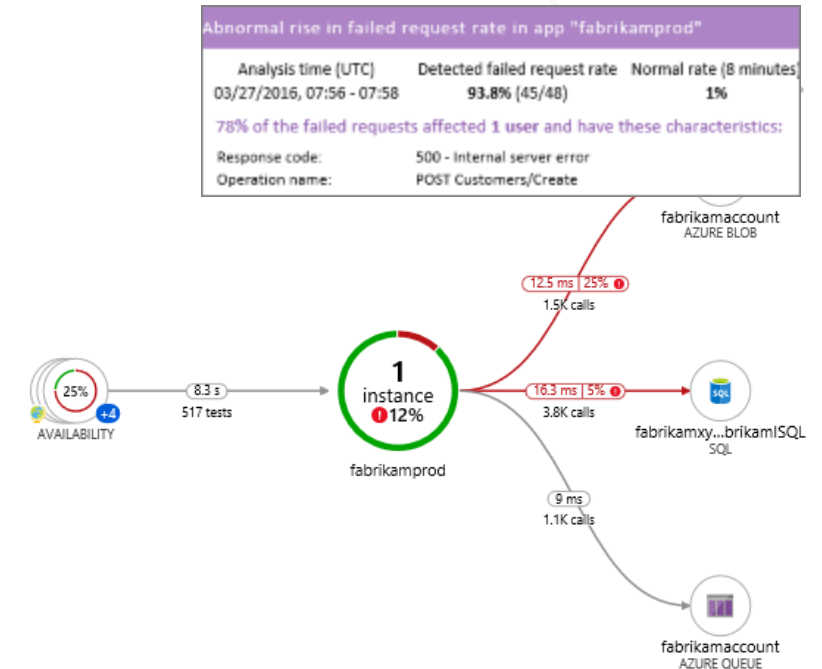 Abnormal rise in failed request rate in app "fabrikamprod"
Analysis time (UTC) Detected failed request rate Normal rate (8 minutes)
03/27/2016, 07:56 - 07:58 93.8% (45/48) 1%
78% of the failed requests affected 1 user and have these characteristics:
Response code: 500 - Internal server error
Operation name: POST Customers/Create
fabrikamaccount
AZURE BLOB
12.5 ms 25%
1.5K calls
25%
+4
AVAILABILITY
8.3 s
517 tests
1
instance
12%
fabrikamprod
16.3 ms 5%
3.8K calls
SQL
fabrikamxy...brikamlSQL
SQL
9 ms
1.1K calls
fabrikamaccount
AZURE QUEUE